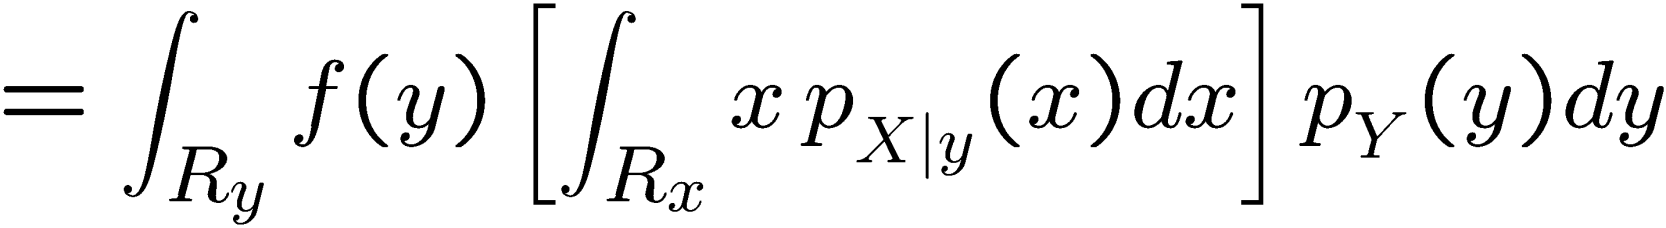 = ∫_{R_y} f(y) [∫_{R_x} x p_{X|y}(x)dx] p_Y(y)dy